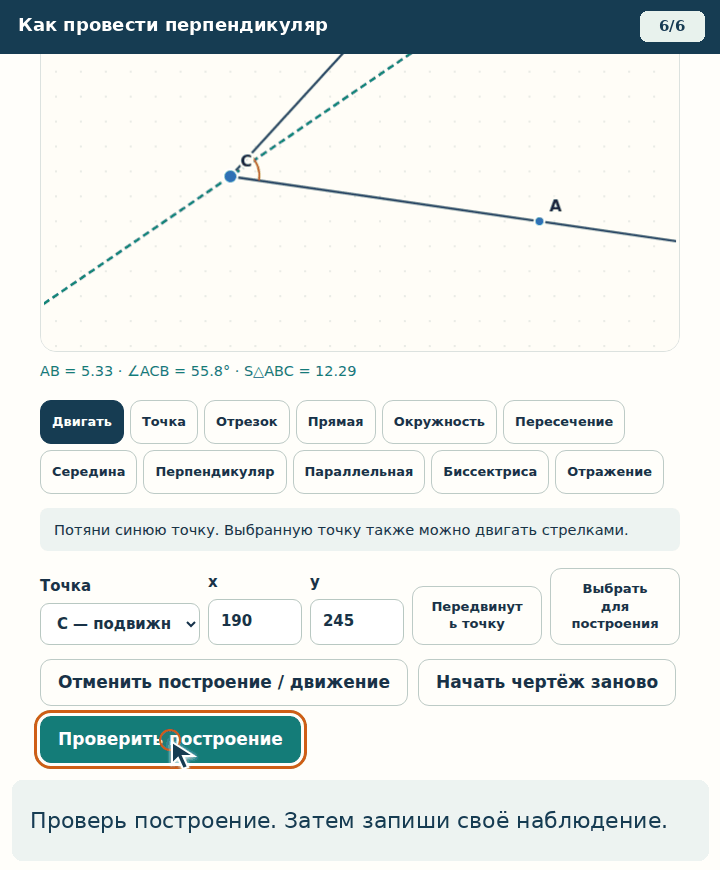 Как провести перпендикуляр
6/6
C
A
AB = 5.33 · ∠ACB = 55.8° · S△ABC = 12.29
Двигать
Точка
Отрезок
Прямая
Окружность
Пересечение
Середина
Перпендикуляр
Параллельная
Биссектриса
Отражение
Потяни синюю точку. Выбранную точку также можно двигать стрелками.
Точка
x
y
C — подвижн
190
245
Передвинут
ь точку
Выбрать
для
построения
Отменить построение / движение
Начать чертёж заново
Проверить построение
Проверь построение. Затем запиши своё наблюдение.